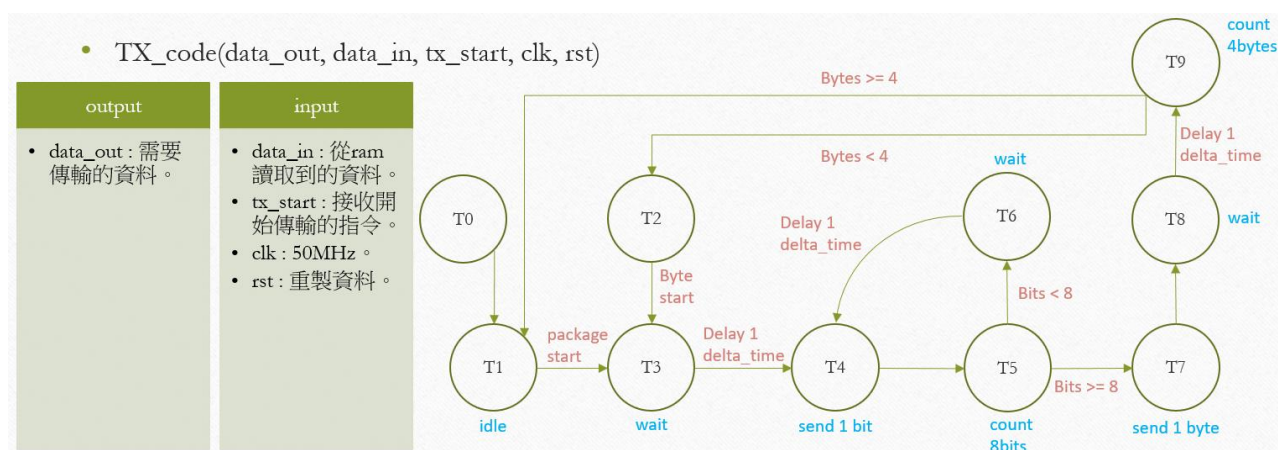 • TX_code(data_out, data_in, tx_start, clk, rst)
output
• data_out : 需要
傳輸的資料。
input
• data_in : 從ram
讀取到的資料。
• tx_start : 接收開
始傳輸的指令。
• clk : 50MHz。
• rst : 重製資料。
count
4bytes
T9
Bytes >= 4
Delay 1
delta_time
Bytes < 4
wait
T0
T2
T6
T8
wait
Delay 1
delta_time
Byte
start
Bits < 8
package
start
Delay 1
delta_time
T1
T3
T4
T5
T7
Bits >= 8
idle
wait
send 1 bit
count
8bits
send 1 byte